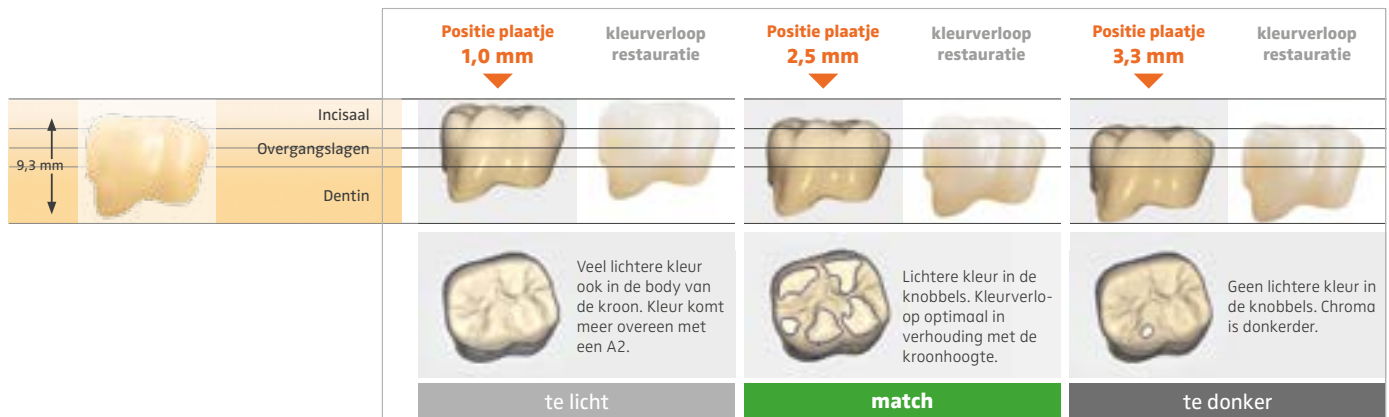 Positie plaatje
1,0 mm
kleurverloop
restauratie
Positie plaatje
2,5 mm
kleurverloop
restauratie
Positie plaatje
3,3 mm
kleurverloop
restauratie
9,3 mm
Incisaal
Overgangslagen
Dentin
Veel lichtere kleur
ook in de body van
de kroon. Kleur komt
meer overeen met
een A2.
te licht
Lichtere kleur in de
knobbels. Kleurverlo-
op optimaal in
verhouding met de
kroonhoogte.
match
Geen lichtere kleur in
de knobbels. Chroma
is donkerder.
te donker